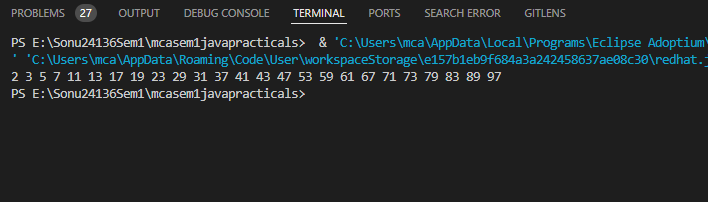 PROBLEMS 27 OUTPUT DEBUG CONSOLE TERMINAL PORTS SEARCH ERROR GITLENS
PS E:\Sonu24136Sem1\mcasem1javapracticals>  & 'C:\Users\mca\AppData\Local\Programs\Eclipse Adoptium\
' 'C:\Users\mca\AppData\Roaming\Code\User\workspaceStorage\e157b1eb9f684a3a242458637ae08c30\redhat.j
2 3 5 7 11 13 17 19 23 29 31 37 41 43 47 53 59 61 67 71 73 79 83 89 97
PS E:\Sonu24136Sem1\mcasem1javapracticals>